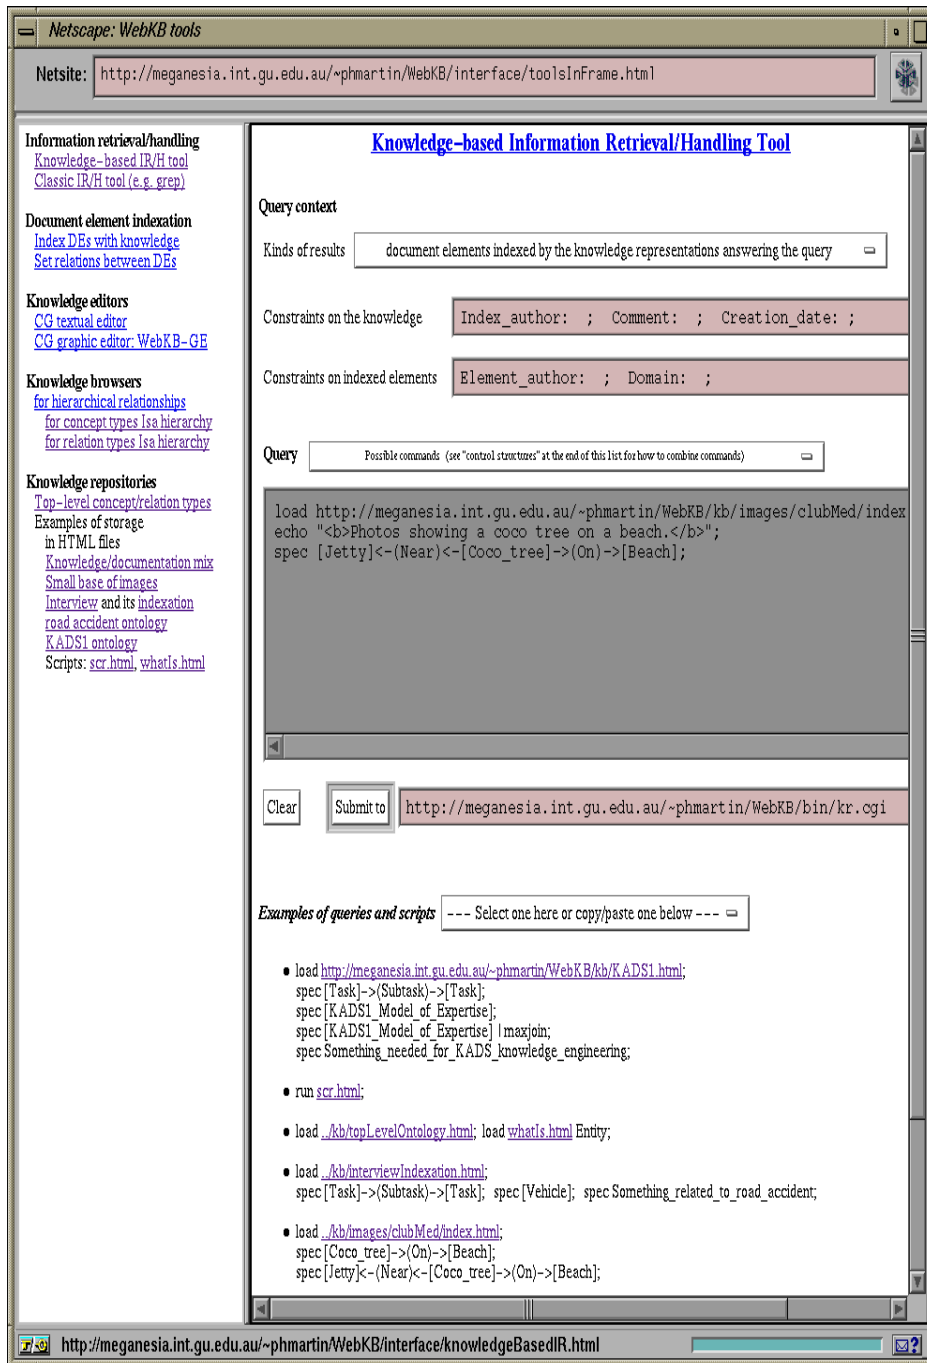 Netscape: WebKB tools
Netsite: http://meganesia.int.gu.edu.au/~phmartin/WebKB/interface/toolsInFrame.html
Information retrieval/handling
Knowledge-based IR/H tool
Classic IR/H tool (e.g. grep)
Document element indexation
Index DEs with knowledge
Set relations between DEs
Knowledge editors
CG textual editor
CG graphic editor: WebKB-GE
Knowledge browsers
for hierarchical relationships
for concept types Isa hierarchy
for relation types Isa hierarchy
Knowledge repositories
Top-level concept/relation types
Examples of storage
in HTML files
Knowledge/documentation mix
Small base of images
Interview and its indexation
road accident ontology
KADS1 ontology
Scripts: scr.html, whatIs.html
Knowledge-based Information Retrieval/Handling Tool
Query context
Kinds of results document elements indexed by the knowledge representations answering the query
Constraints on the knowledge Index_author: ; Comment: ; Creation_date: ;
Constraints on indexed elements Element_author: ; Domain: ;
Query Possible commands (see "control structures" at the end of this list for how to combine commands)
load http://meganesia.int.gu.edu.au/~phmartin/WebKB/kb/images/clubMed/index
echo "<b>Photos showing a coco tree on a beach.</b>";
spec [Jetty]<-(Near)<-[Coco_tree]->(On)->[Beach];
Clear Submit to http://meganesia.int.gu.edu.au/~phmartin/WebKB/bin/kr.cgi
Examples of queries and scripts --- Select one here or copy/paste one below ---
• load http://meganesia.int.gu.edu.au/~phmartin/WebKB/kb/KADS1.html;
spec [Task]->(Subtask)->[Task];
spec [KADS1_Model_of_Expertise];
spec [KADS1_Model_of_Expertise] | maxjoin;
spec Something_needed_for_KADS_knowledge_engineering;
• run scr.html;
• load ../kb/topLevelOntology.html; load whatIs.html Entity;
• load ../kb/interviewIndexation.html;
spec [Task]->(Subtask)->[Task]; spec [Vehicle]; spec Something_related_to_road_accident;
• load ../kb/images/clubMed/index.html;
spec [Coco_tree]->(On)->[Beach];
spec [Jetty]<-(Near)<-[Coco_tree]->(On)->[Beach];
http://meganesia.int.gu.edu.au/~phmartin/WebKB/interface/knowledgeBasedIR.html